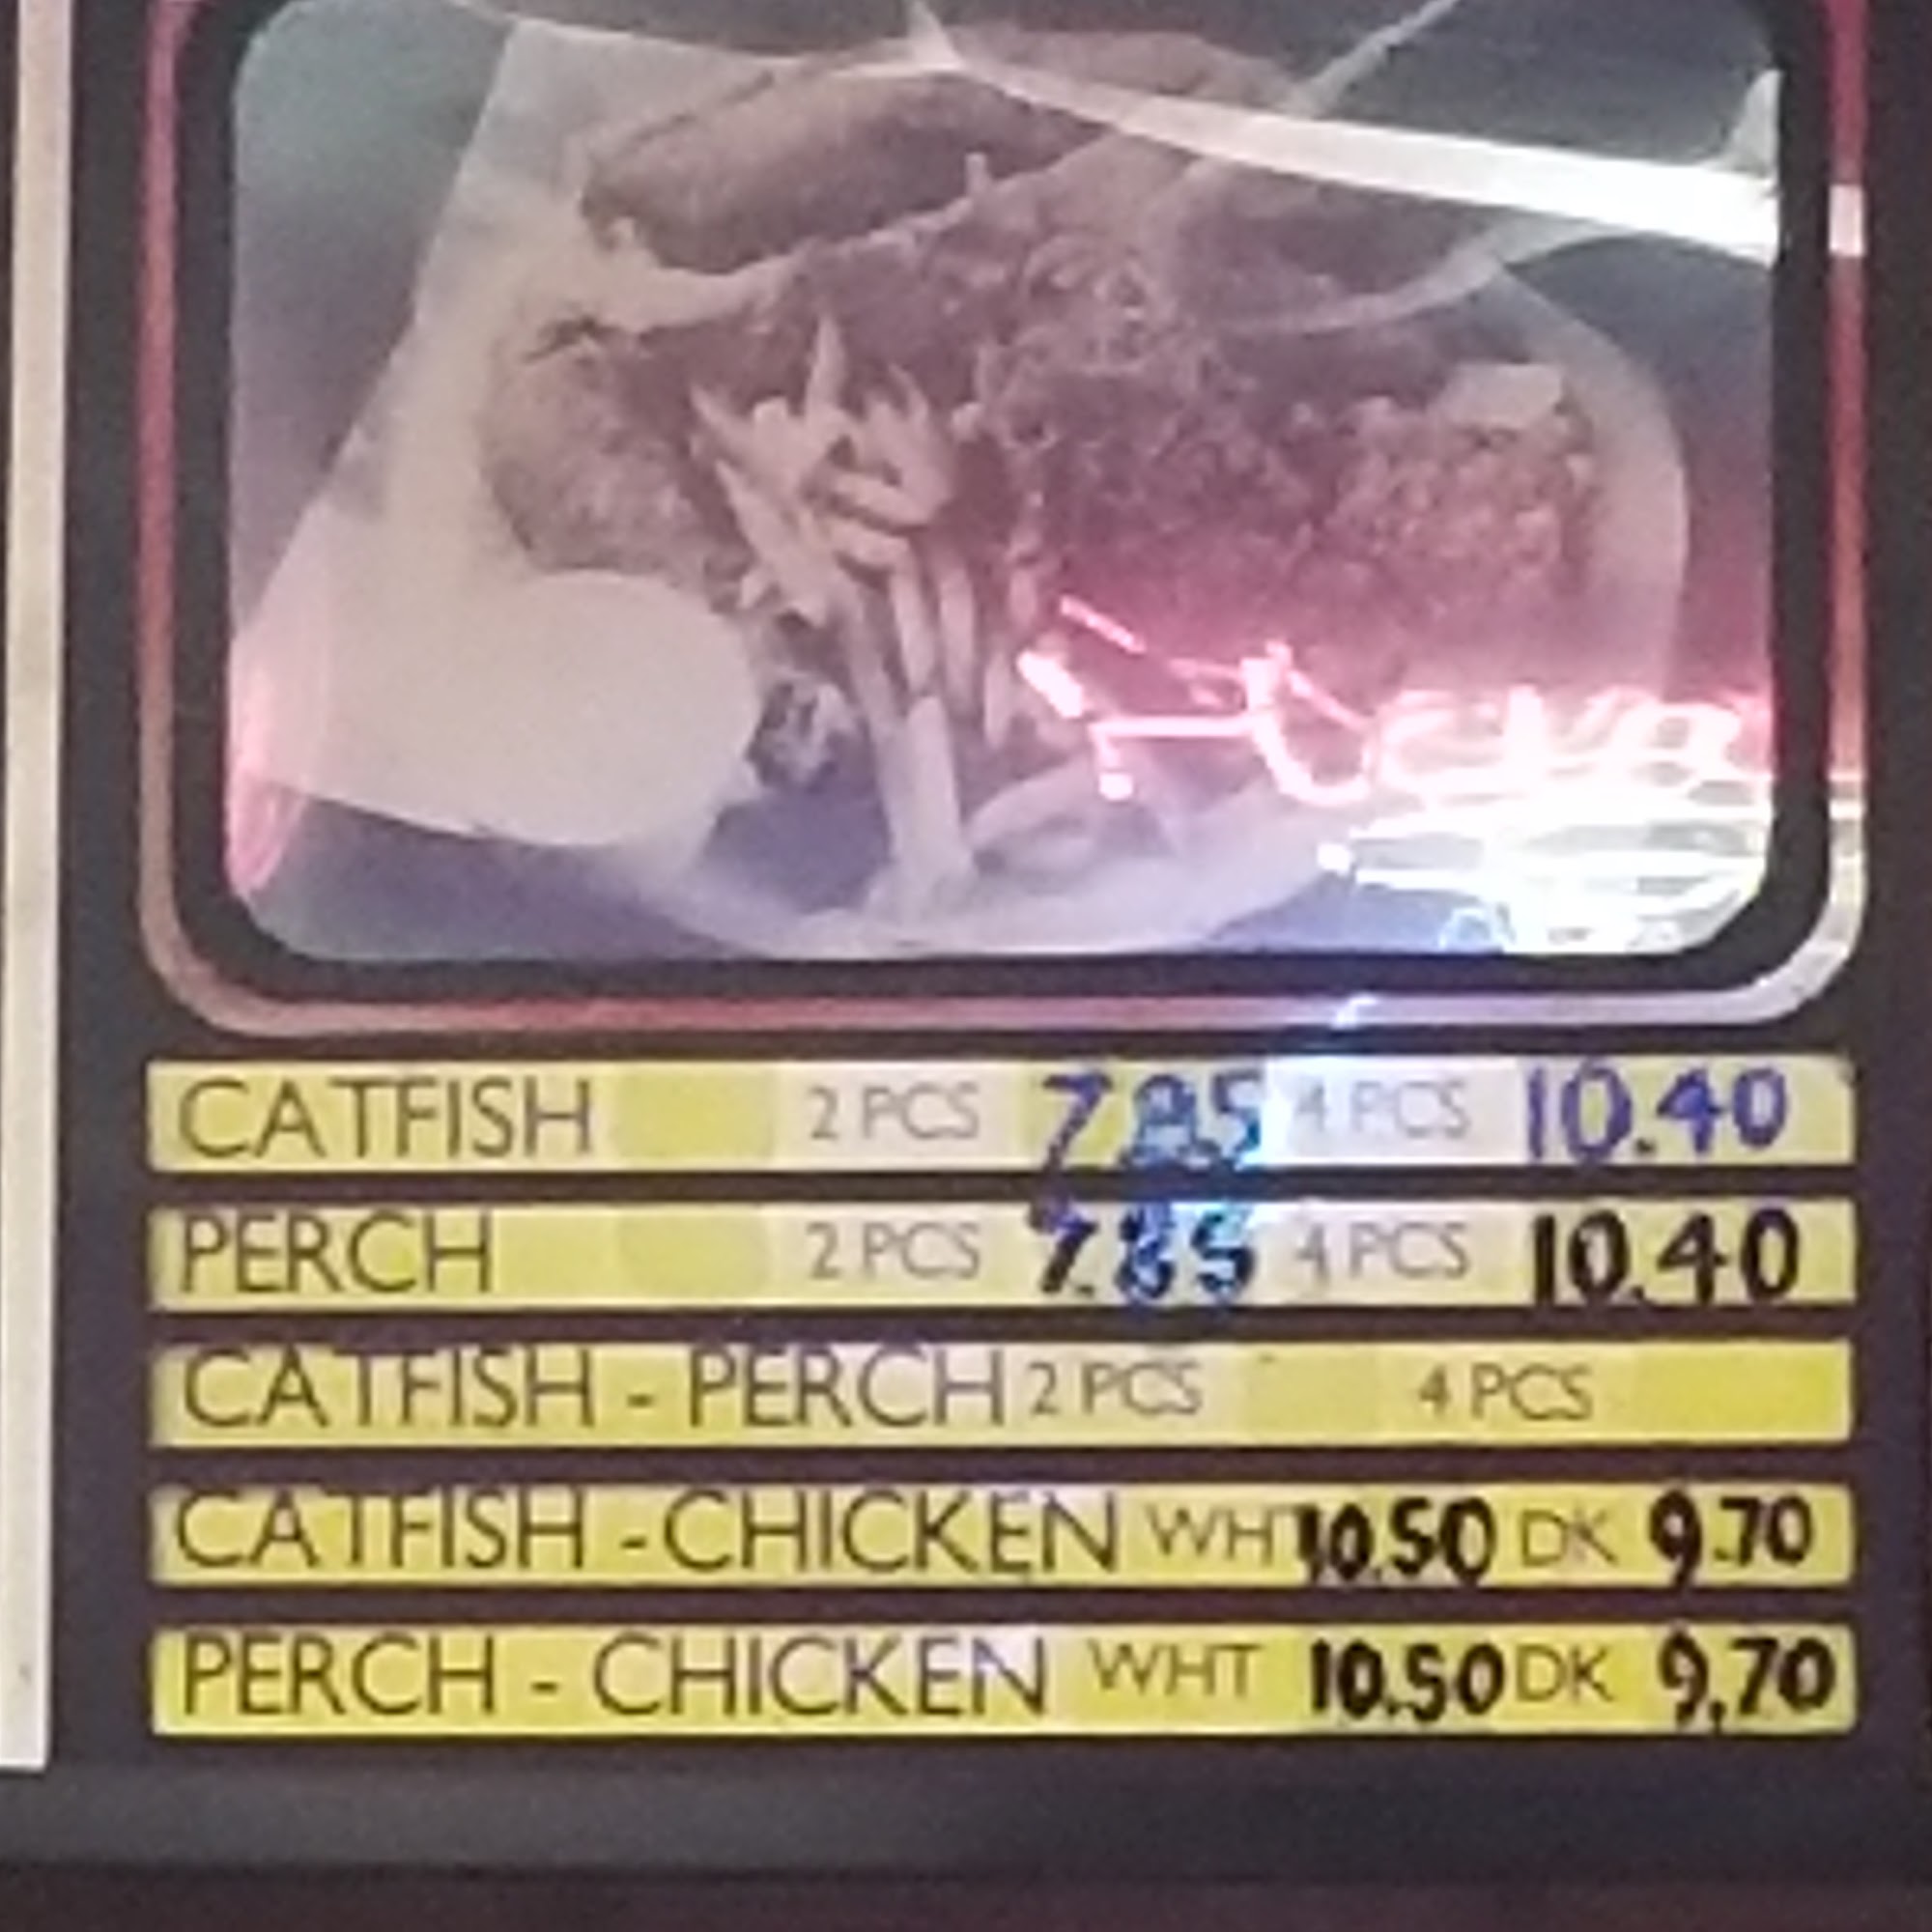 CATFISH 2 PCS 7.85 4 PCS 10.40
PERCH 2 PCS 7.85 4 PCS 10.40
CATFISH - PERCH 2 PCS 4 PCS
CATFISH - CHICKEN WHT 10.50 DK 9.70
PERCH - CHICKEN WHT 10.50 DK 9.70